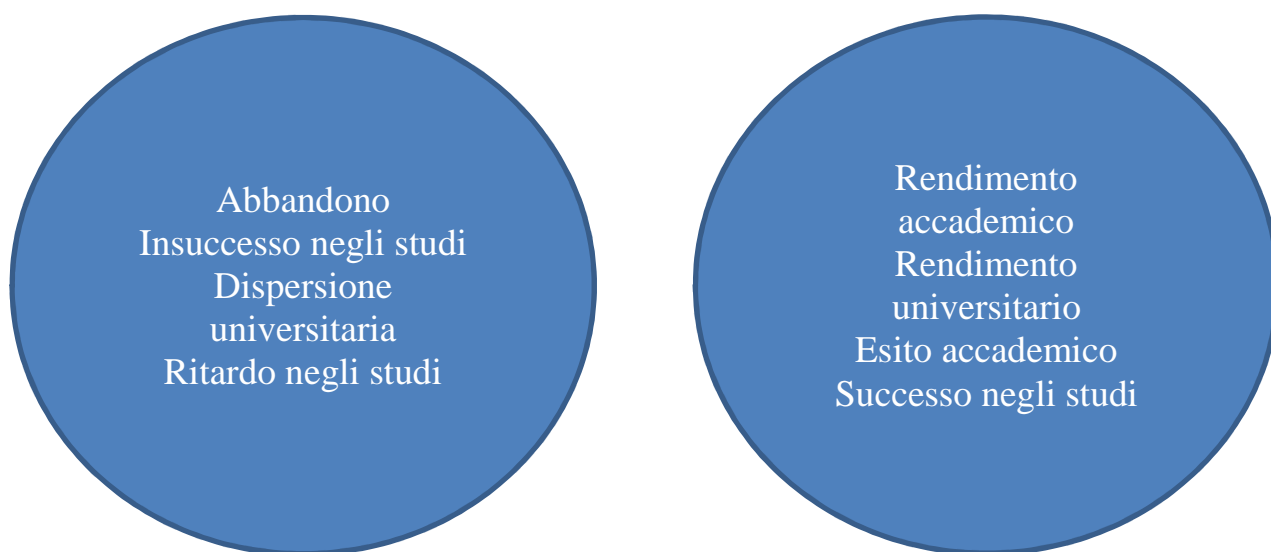 Abbandono
Insuccesso negli studi
Dispersione
universitaria
Ritardo negli studi
Rendimento
accademico
Rendimento
universitario
Esito accademico
Successo negli studi